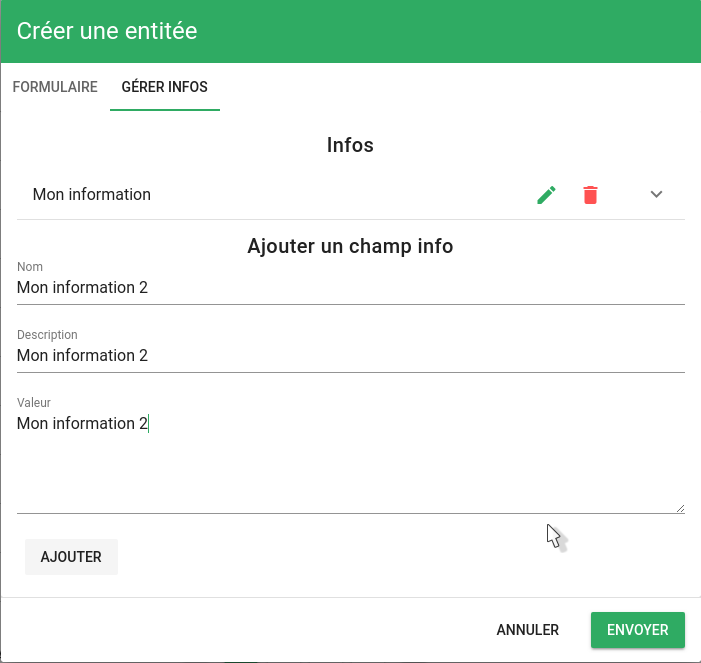 Créer une entitée
FORMULAIRE GÉRER INFOS
Infos
Mon information
Ajouter un champ info
Nom
Mon information 2
Description
Mon information 2
Valeur
Mon information 2
AJOUTER
ANNULER ENVOYER